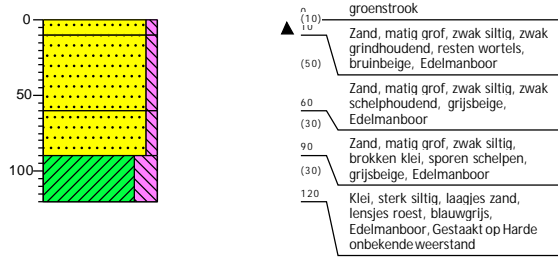 0
50
100
0
groenstrook
(10)
10
Zand, matig grof, zwak siltig, zwak
grindhoudend, resten wortels,
(50)
bruinbeige, Edelmanboor
Zand, matig grof, zwak siltig, zwak
60
schelphoudend, grijsbeige,
(30)
Edelmanboor
Zand, matig grof, zwak siltig,
90
brokken klei, sporen schelpen,
(30)
grijsbeige, Edelmanboor
120
Klei, sterk siltig, laagjes zand,
lensjes roest, blauwgrijs,
Edelmanboor, Gestaakt op Harde
onbekende weerstand